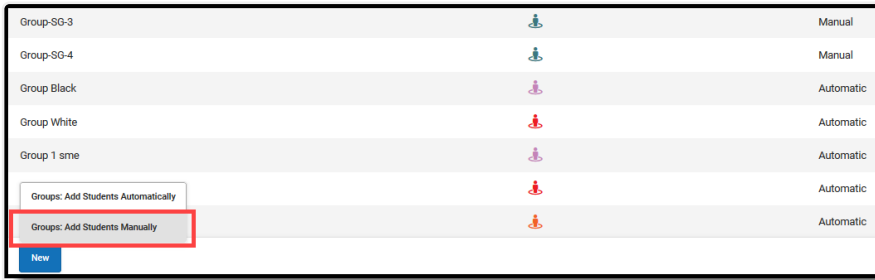 Group-SG-3 Manual
Group-SG-4 Manual
Group Black Automatic
Group White Automatic
Group 1 sme Automatic
Groups: Add Students Automatically Automatic
Groups: Add Students Manually Automatic
New